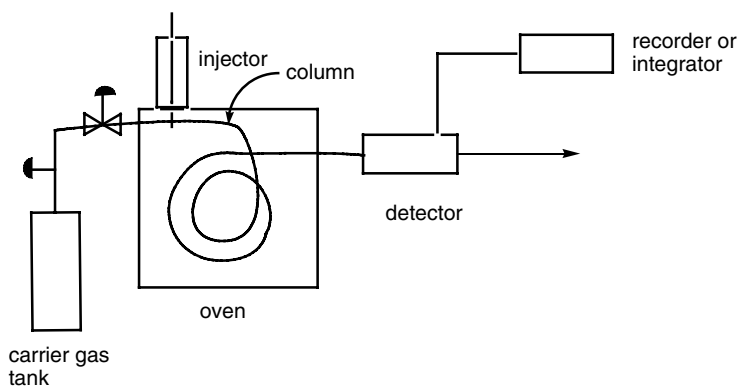 injector
column
recorder or
integrator
detector
oven
carrier gas
tank